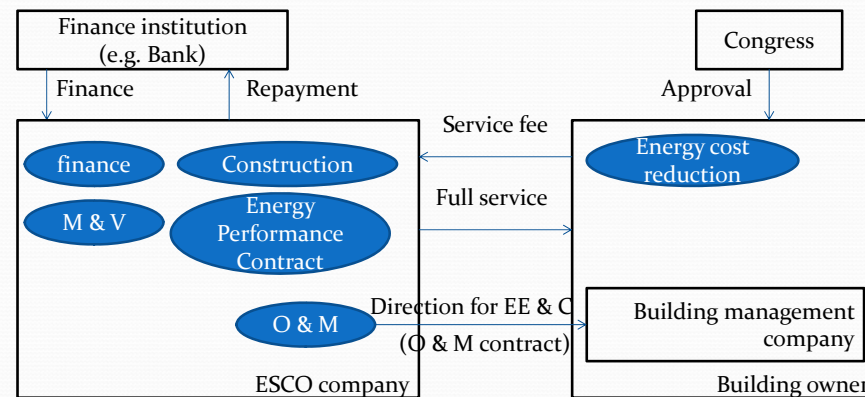 Finance institution
(e.g. Bank)
Congress
Finance
Repayment
Approval
Service fee
finance
Construction
Energy cost
reduction
M & V
Energy
Performance
Contract
Full service
O & M
Direction for EE & C
(O & M contract)
Building management
company
ESCO company
Building owner